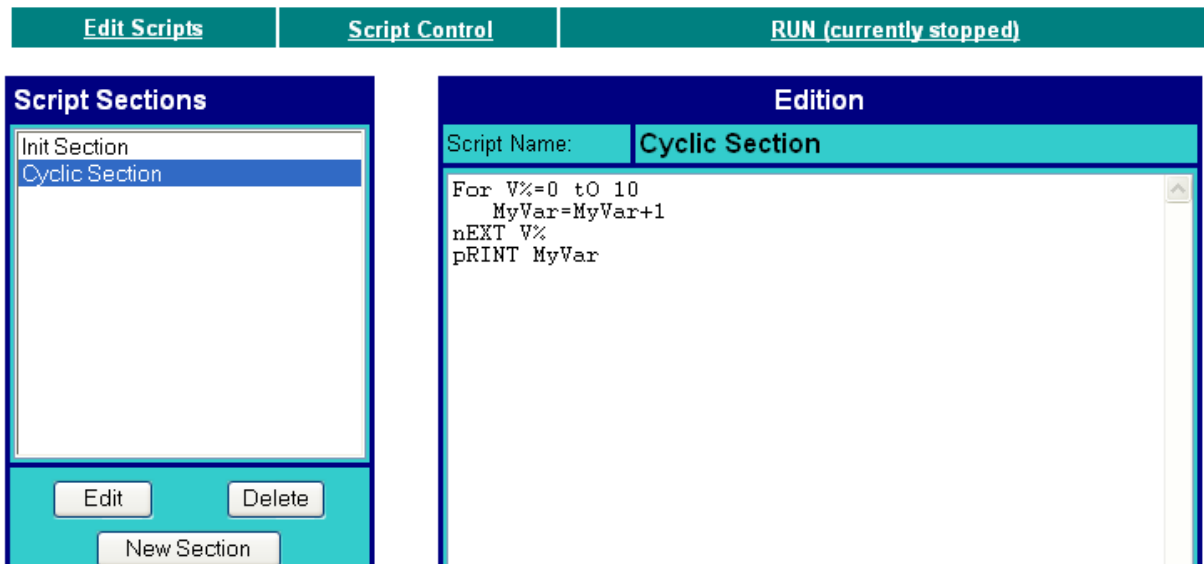 Edit Scripts Script Control RUN (currently stopped)
Script Sections
Init Section
Cyclic Section
Edit Delete
New Section
Edition
Script Name: Cyclic Section
For V%=0 tO 10
MyVar=MyVar+1
nEXT V%
pRINT MyVar